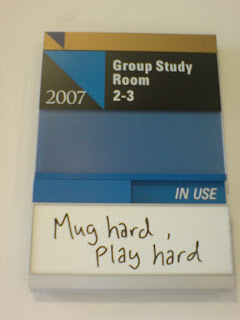 Group Study
Room
2007 2-3
IN USE
Mug hard,
Play hard